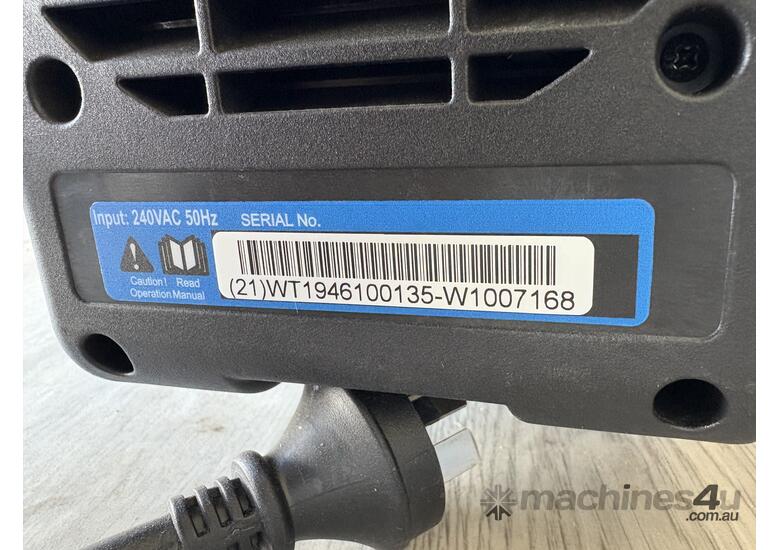 Input: 240VAC 50Hz
SERIAL No.
Caution! Read
Operation Manual
(21)WT1946100135-W1007168
machines4u
.com.au